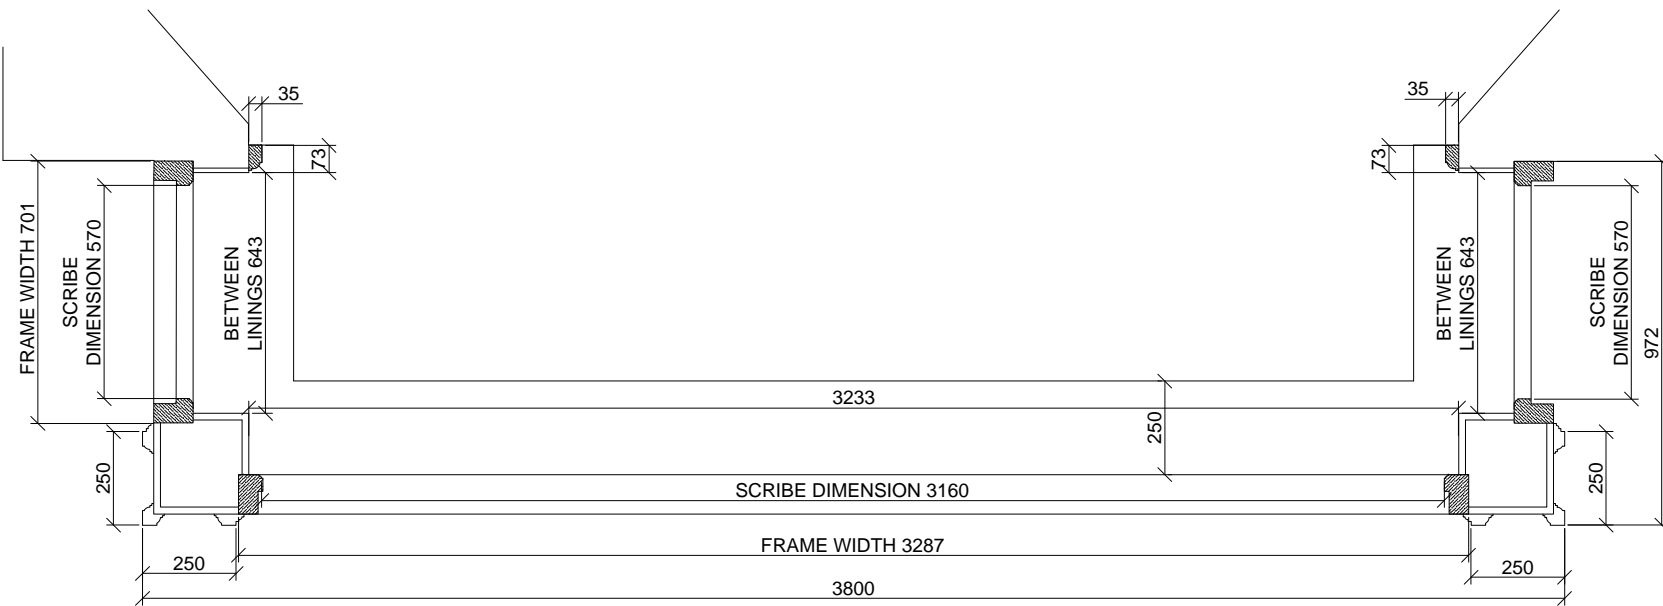 35
35
73
73
FRAME WIDTH 701
SCRIBE
DIMENSION 570
BETWEEN
LININGS 643
BETWEEN
LININGS 643
SCRIBE
DIMENSION 570
972
3233
250
250
SCRIBE DIMENSION 3160
250
FRAME WIDTH 3287
250
250
3800